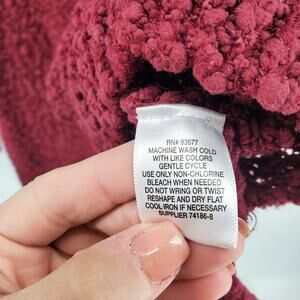 RN# 93677
MACHINE WASH COLD
WITH LIKE COLORS
GENTLE CYCLE
USE ONLY NON-CHLORINE
BLEACH WHEN NEEDED
DO NOT WRING OR TWIST
RESHAPE AND DRY FLAT
COOL IRON IF NECESSARY
SUPPLIER 74186-8